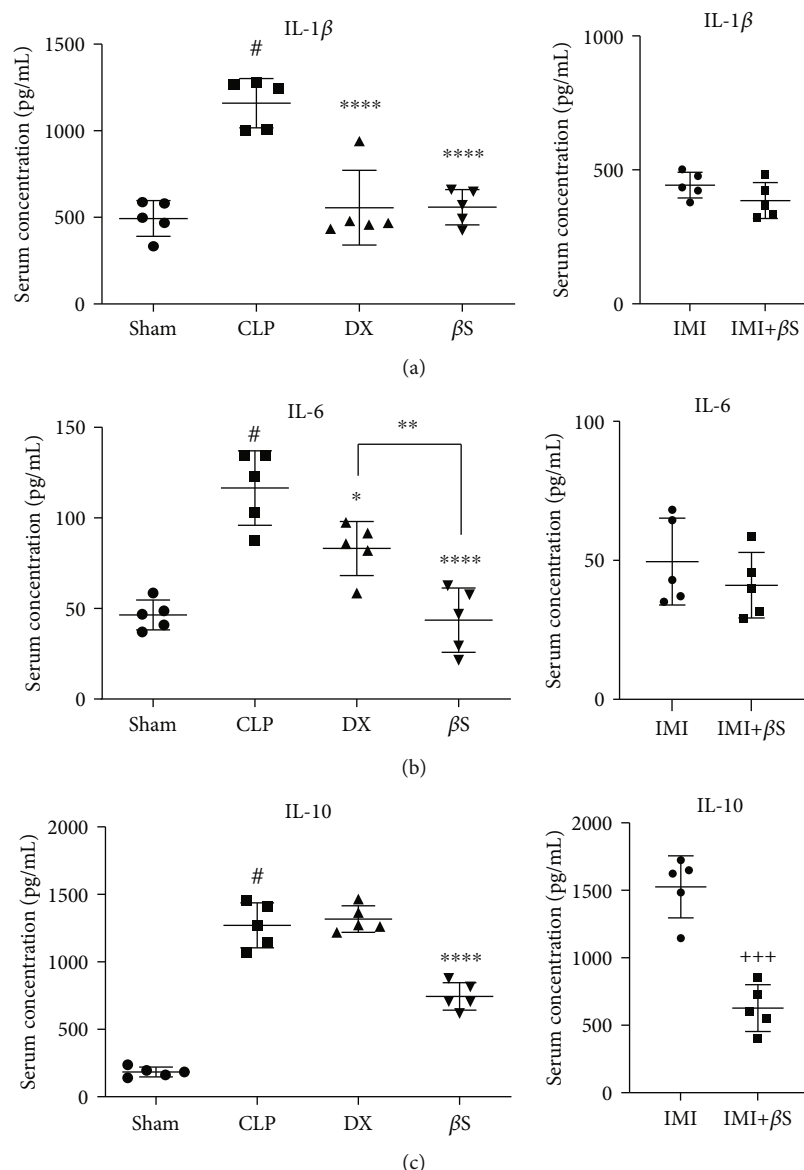 IL-1β
Serum concentration (pg/mL)
1500
1000
500
0
#
****
****
Sham CLP DX βS
IL-1β
Serum concentration (pg/mL)
1000
500
0
IMI IMI+βS
(a)
IL-6
Serum concentration (pg/mL)
150
100
50
0
#
**
*
****
Sham CLP DX βS
IL-6
Serum concentration (pg/mL)
100
50
0
IMI IMI+βS
(b)
IL-10
Serum concentration (pg/mL)
2000
1500
1000
500
0
#
****
Sham CLP DX βS
IL-10
Serum concentration (pg/mL)
2000
1500
1000
500
0
+++
IMI IMI+βS
(c)